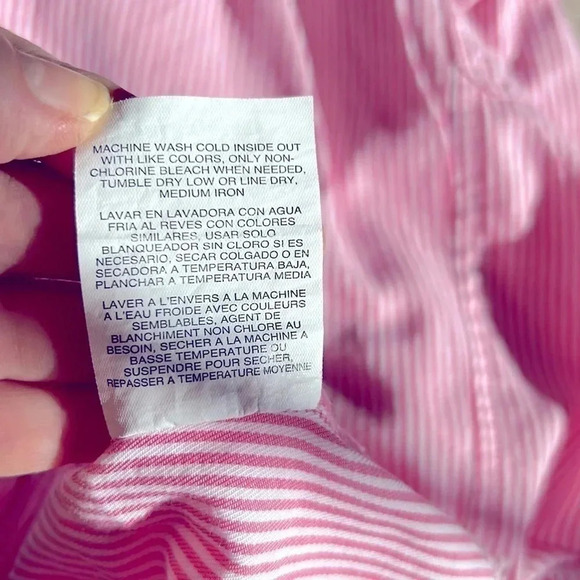 MACHINE WASH COLD INSIDE OUT
WITH LIKE COLORS, ONLY NON-
CHLORINE BLEACH WHEN NEEDED,
TUMBLE DRY LOW OR LINE DRY,
MEDIUM IRON
LAVAR EN LAVADORA CON AGUA
FRIA AL REVES CON COLORES
SIMILARES, USAR SOLO
BLANQUEADOR SIN CLORO SI ES
NECESARIO, SECAR COLGADO O EN
SECADORA A TEMPERATURA BAJA,
PLANCHAR A TEMPERATURA MEDIA
LAVER A L'ENVERS A LA MACHINE
A L'EAU FROIDE AVEC COULEURS
SEMBLABLES, AGENT DE
BLANCHIMENT NON CHLORE AU
BESOIN, SECHER A LA MACHINE A
BASSE TEMPERATURE OU
SUSPENDRE POUR SECHER,
REPASSER A TEMPERATURE MOYENNE